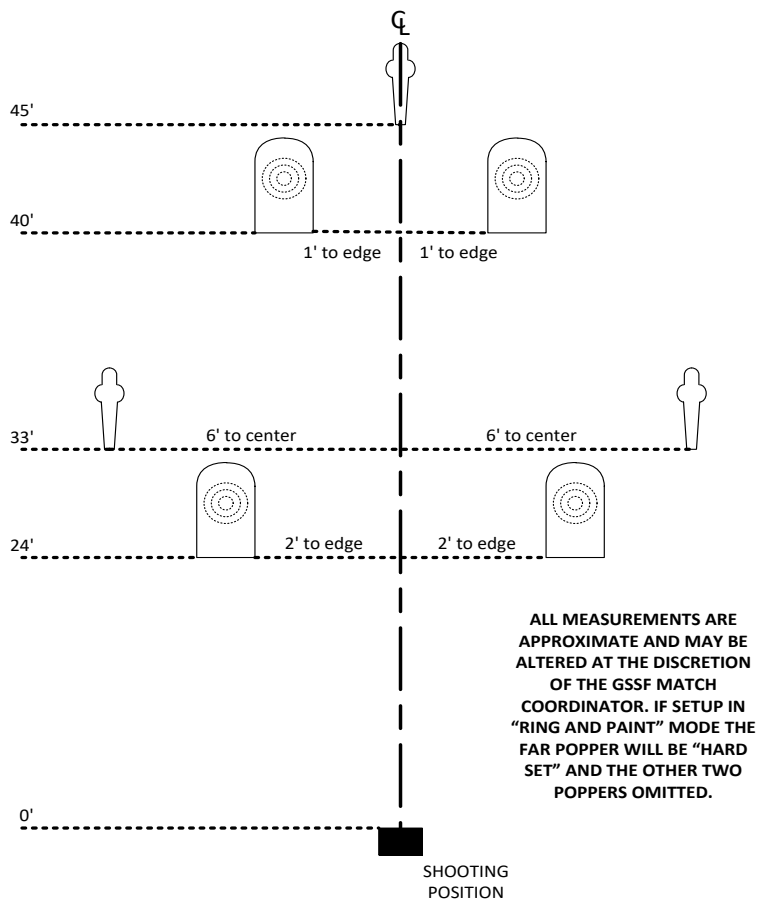 ℄
45'
40'
1' to edge 1' to edge
33'
6' to center 6' to center
24'
2' to edge 2' to edge
ALL MEASUREMENTS ARE
APPROXIMATE AND MAY BE
ALTERED AT THE DISCRETION
OF THE GSSF MATCH
COORDINATOR. IF SETUP IN
“RING AND PAINT” MODE THE
FAR POPPER WILL BE “HARD
SET” AND THE OTHER TWO
POPPERS OMITTED.
0'
SHOOTING
POSITION